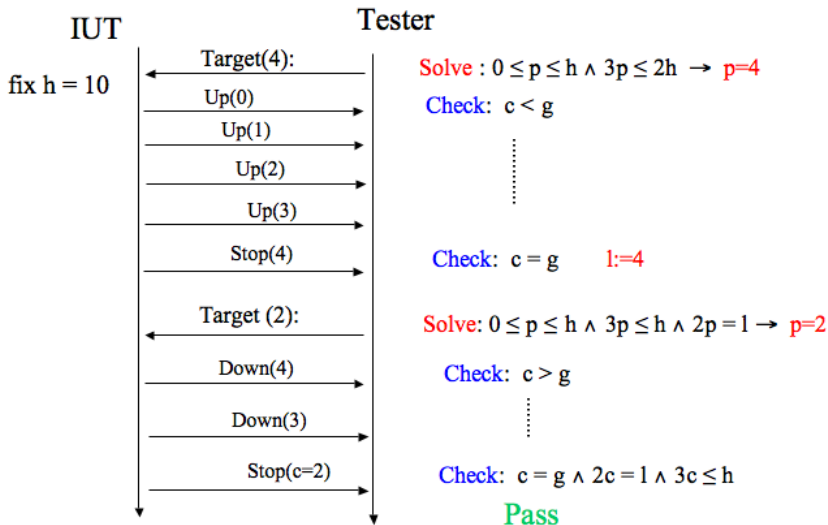 IUT Tester
Target(4): Solve : 0 ≤ p ≤ h ∧ 3p ≤ 2h → p=4
fix h = 10
Up(0) Check: c < g
Up(1)
Up(2)
Up(3)
Stop(4) Check: c = g l:=4
Target (2): Solve: 0 ≤ p ≤ h ∧ 3p ≤ h ∧ 2p = l → p=2
Down(4) Check: c > g
Down(3)
Stop(c=2) Check: c = g ∧ 2c = l ∧ 3c ≤ h
Pass